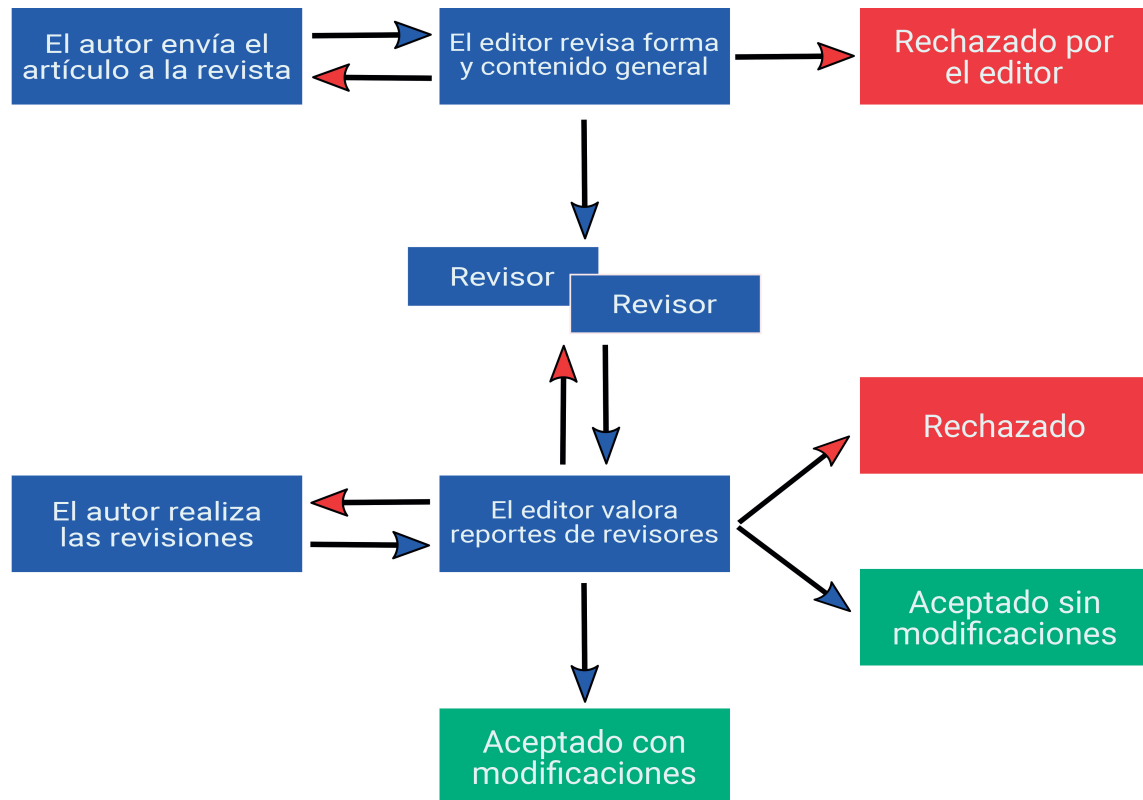 El autor envía el
artículo a la revista
El editor revisa forma
y contenido general
Rechazado por
el editor
Revisor
Revisor
Rechazado
El autor realiza
las revisiones
El editor valora
reportes de revisores
Aceptado sin
modificaciones
Aceptado con
modificaciones